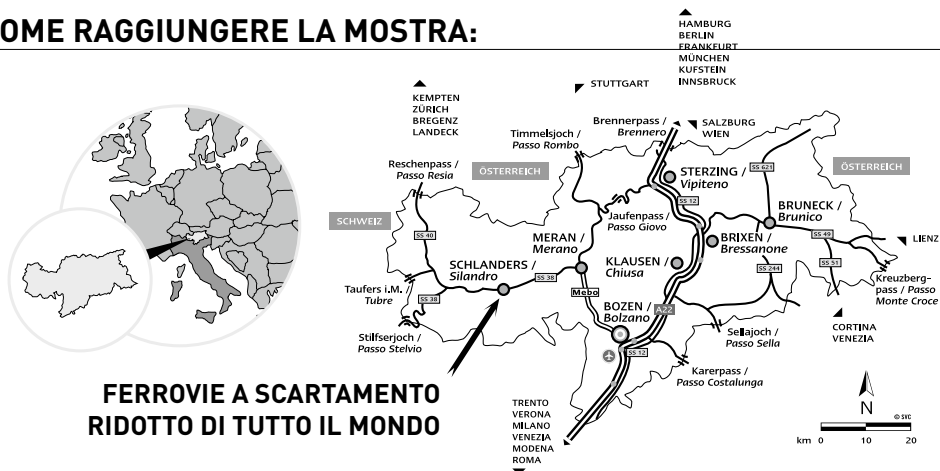 OME RAGGIUNGERE LA MOSTRA:
HAMBURG
BERLIN
FRANKFURT
MÜNCHEN
KUFSTEIN
INNSBRUCK
STUTTGART
KEMPTEN
ZÜRICH
BREGENZ
LANDECK
Timmelsjoch /
Passo Rombo
Brennerpass /
Brennero
SALZBURG
WIEN
Reschenpass /
Passo Resia
ÖSTERREICH
STERZING /
Vipiteno
SS 621
ÖSTERREICH
SS 12
SCHWEIZ
SS 40
Jaufenpass /
Passo Giovo
BRUNECK /
Brunico
SS 49
LIENZ
MERAN /
Merano
BRIXEN /
Bressanone
SS 51
SCHLANDERS /
Silandro
SS 38
KLAUSEN /
Chiusa
SS 244
Taufers i.M. /
Tubre
SS 38
Mebo
Kreuzberg-
pass / Passo
Monte Croce
BOZEN /
Bolzano
A22
Stilfserjoch /
Passo Stelvio
Sellajoch /
Passo Sella
CORTINA
VENEZIA
SS 12
Karerpass /
Passo Costalunga
FERROVIE A SCARTAMENTO
RIDOTTO DI TUTTO IL MONDO
TRENTO
VERONA
MILANO
VENEZIA
MODENA
ROMA
N
© SVC
km 0 10 20